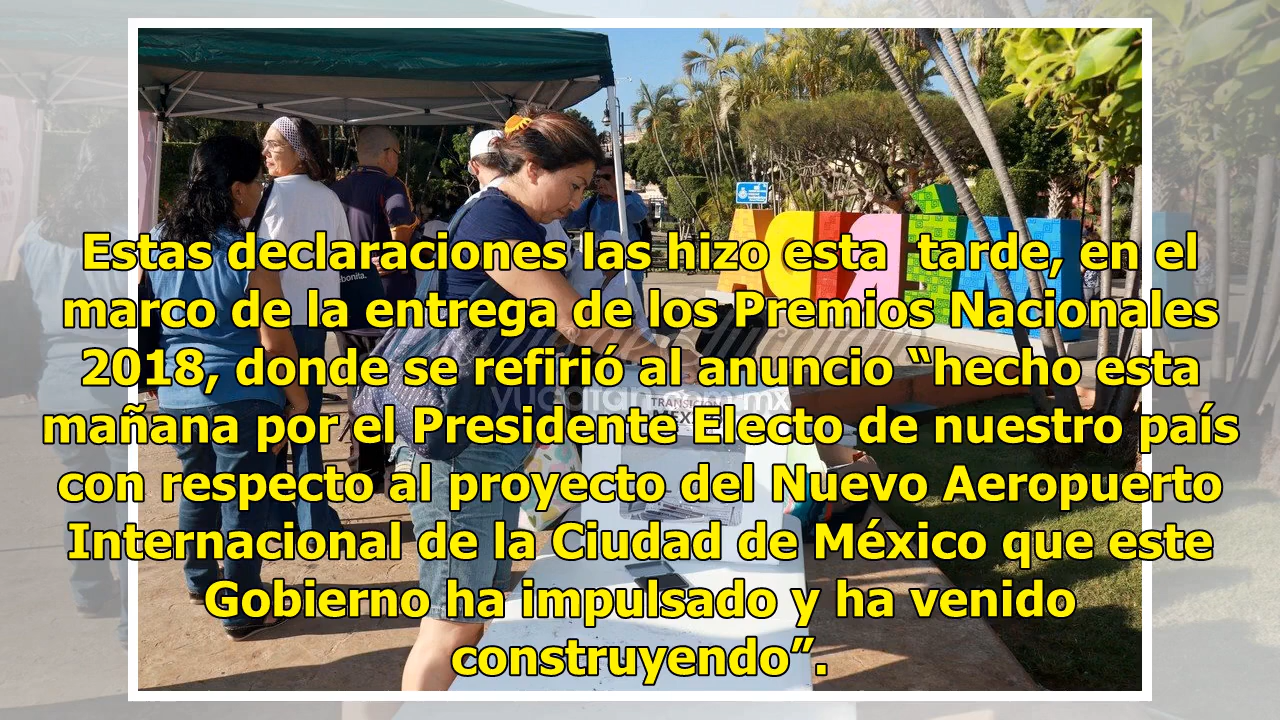 Estas declaraciones las hizo esta  tarde, en el
marco de la entrega de los Premios Nacionales
2018, donde se refirió al anuncio “hecho esta
mañana por el Presidente Electo de nuestro país
con respecto al proyecto del Nuevo Aeropuerto
Internacional de la Ciudad de México que este
Gobierno ha impulsado y ha venido
construyendo”.